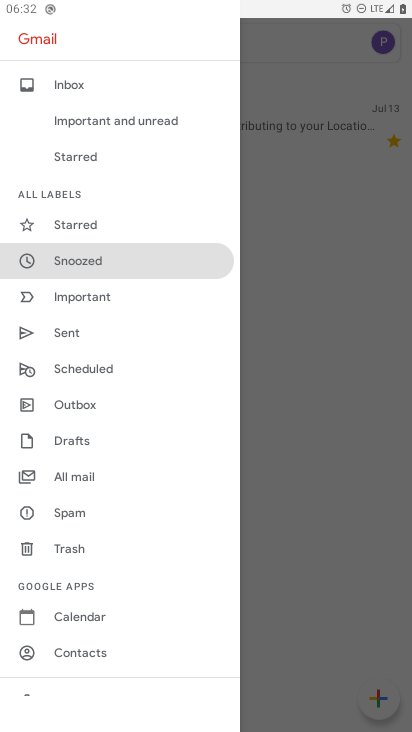 06:32
LTE
Gmail
P
Inbox
Important and unread
Jul 13
ributing to your Locatio...
Starred
ALL LABELS
Starred
Snoozed
Important
Sent
Scheduled
Outbox
Drafts
All mail
Spam
Trash
GOOGLE APPS
Calendar
Contacts